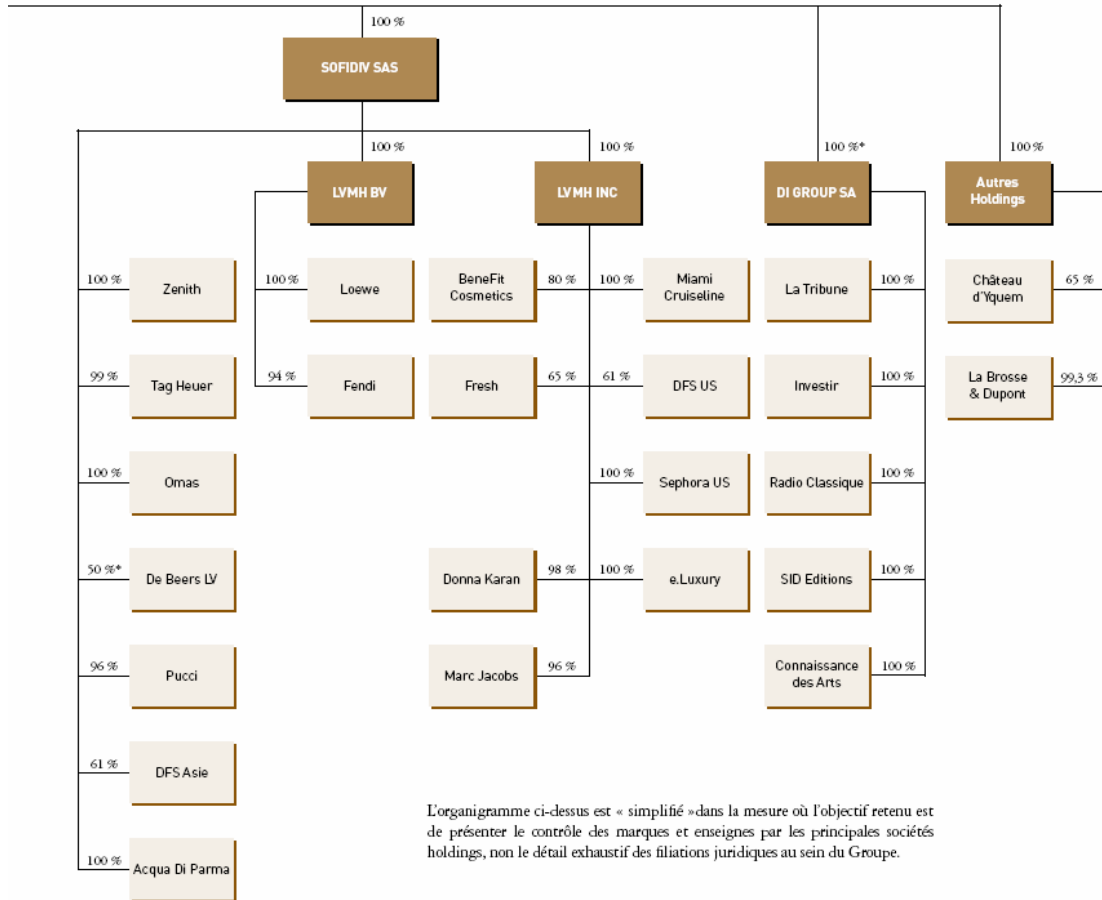 100 %
SOFIDIV SAS
100 %
100 %
100 %*
100 %
LVMH BV
LVMH INC
DI GROUP SA
Autres
Holdings
100 %
Zenith
100 %
Loewe
BeneFit
Cosmetics
80 %
100 %
Miami
Cruiseline
La Tribune
100 %
Château
d'Yquem
65 %
99 %
Tag Heuer
94 %
Fendi
Fresh
65 %
61 %
DFS US
Investir
100 %
La Brosse
& Dupont
99,3 %
100 %
Omas
100 %
Sephora US
Radio Classique
100 %
50 %*
De Beers LV
Donna Karan
98 %
100 %
e.Luxury
SID Editions
100 %
96 %
Pucci
Marc Jacobs
96 %
Connaissance
des Arts
100 %
61 %
DFS Asie
100 %
Acqua Di Parma
L'organigramme ci-dessus est « simplifié »dans la mesure où l'objectif retenu est
de présenter le contrôle des marques et enseignes par les principales sociétés
holdings, non le détail exhaustif des filiations juridiques au sein du Groupe.